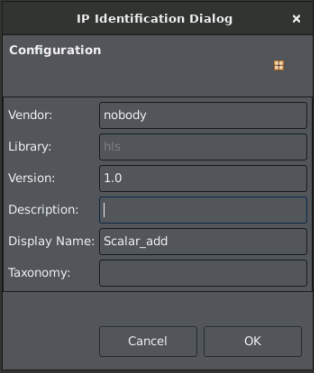 IP Identification Dialog ×
Configuration
Vendor: nobody
Library: hls
Version: 1.0
Description:
Display Name: Scalar_add
Taxonomy:
Cancel OK